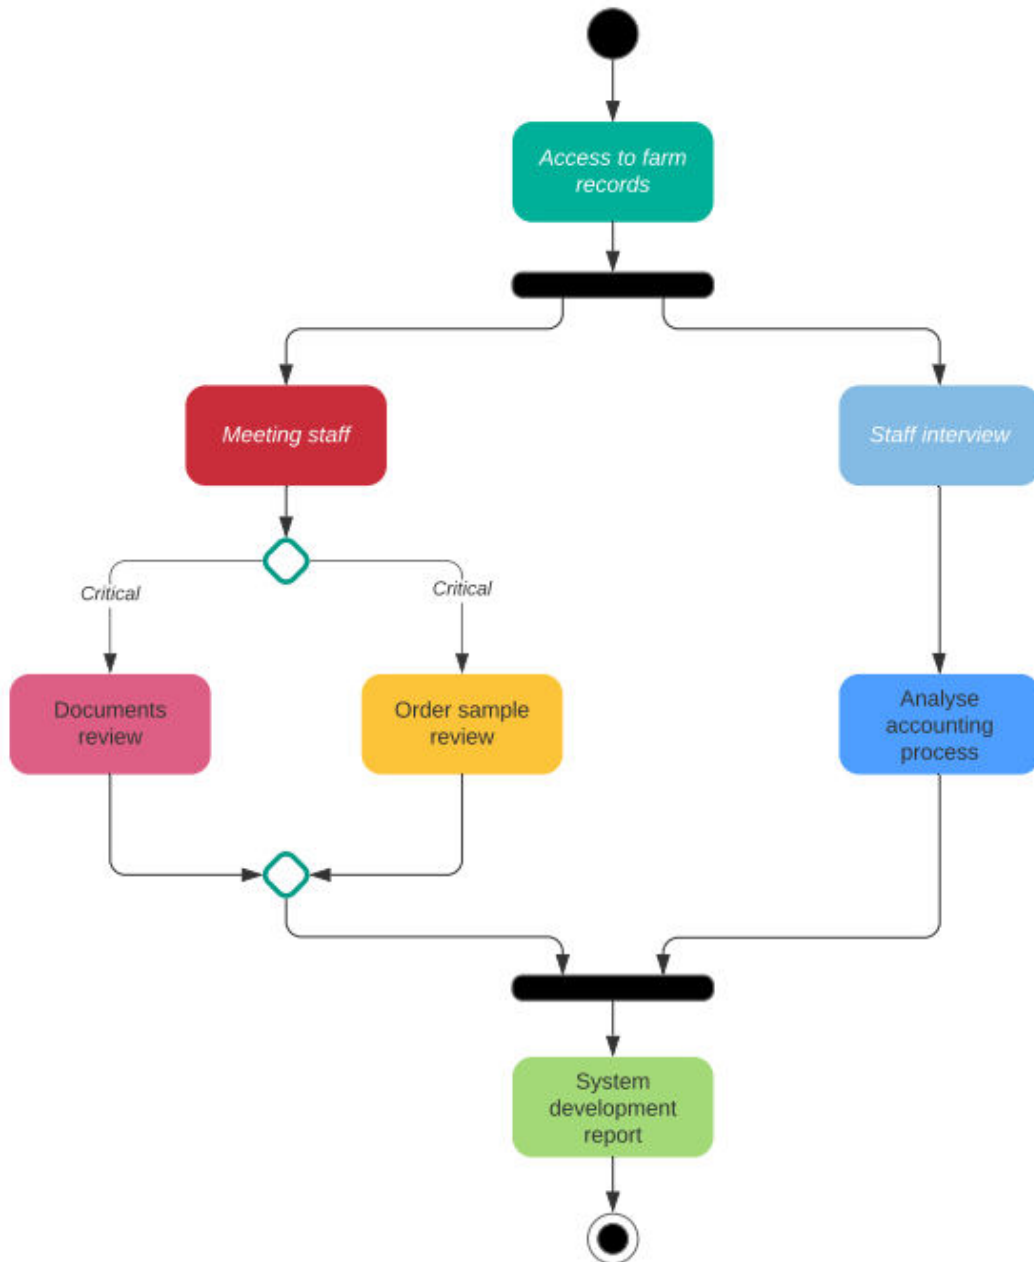 Access to farm
records
Meeting staff
Staff interview
Critical
Critical
Documents
review
Order sample
review
Analyse
accounting
process
System
development
report